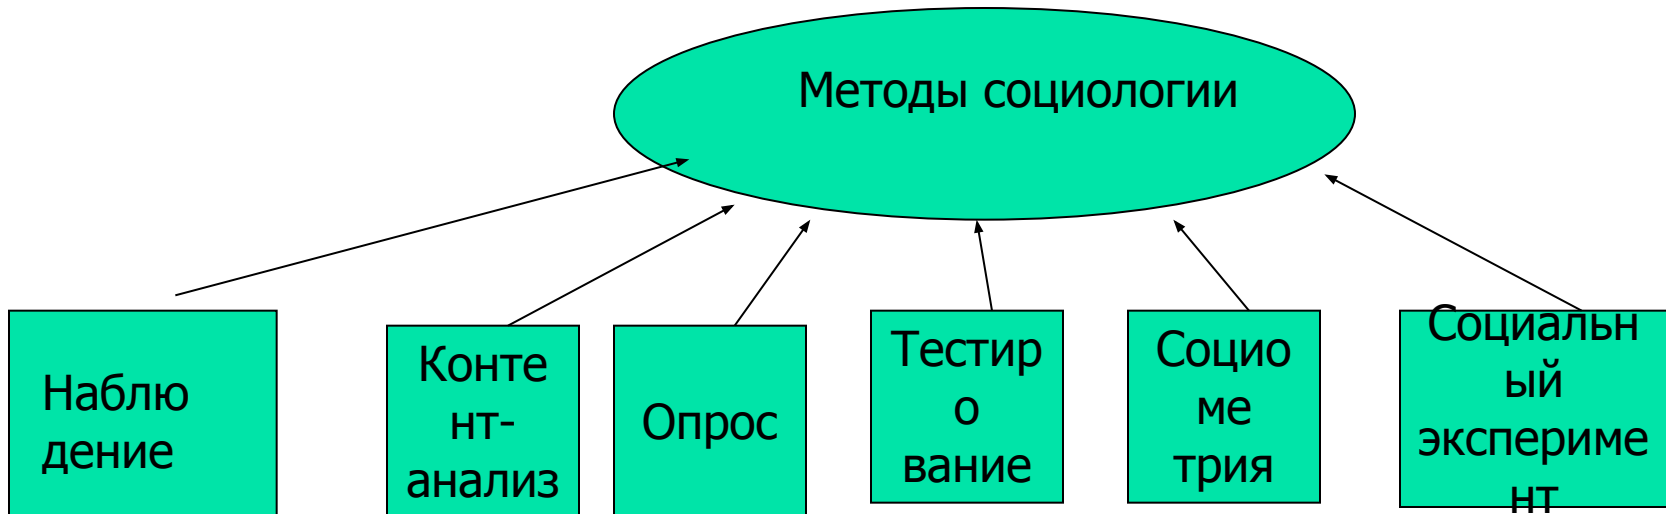 Методы социологии
Наблю
дение
Конте
нт-
анализ
Опрос
Тестир
о
вание
Социо
ме
трия
Социальн
ый
экспериме
нт